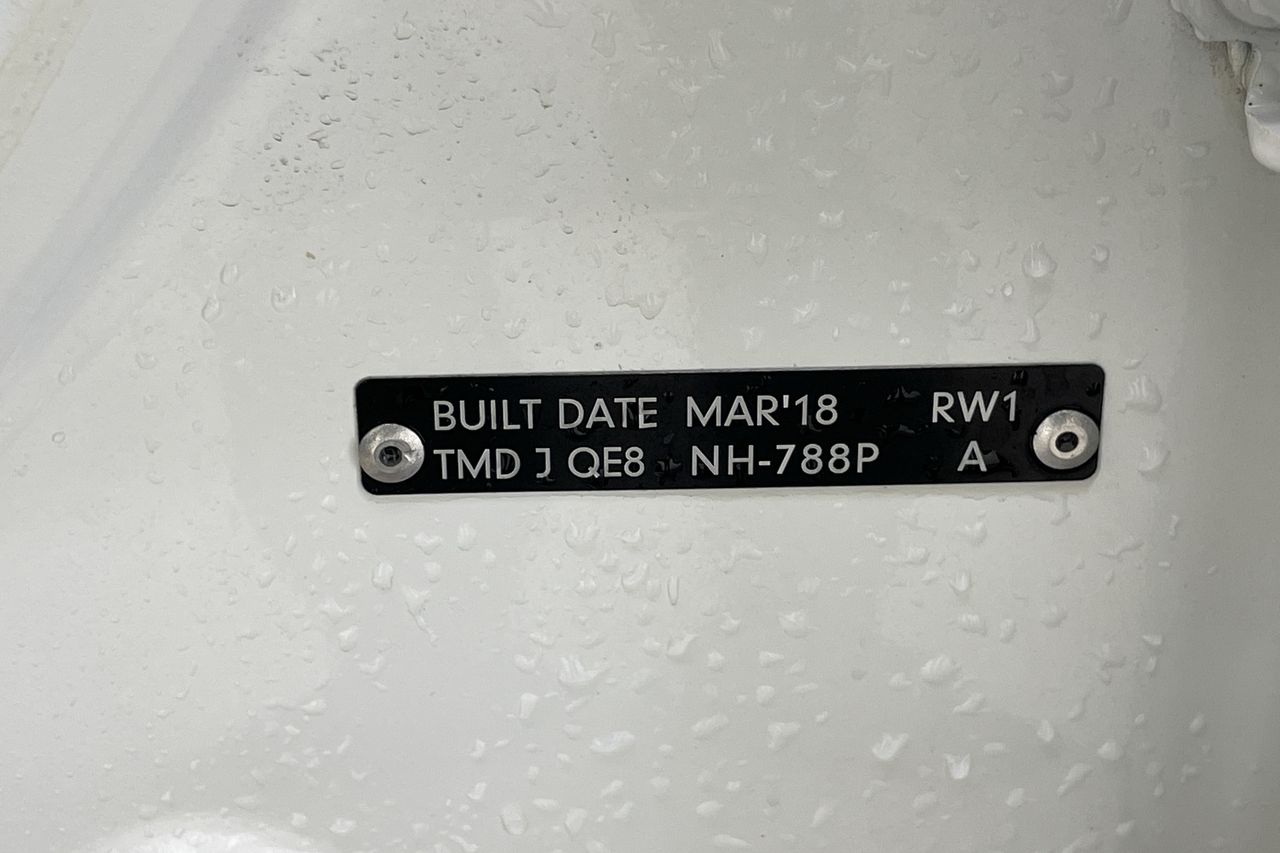 BUILT DATE MAR'18 RW1
TMD J QE8 NH-788P A